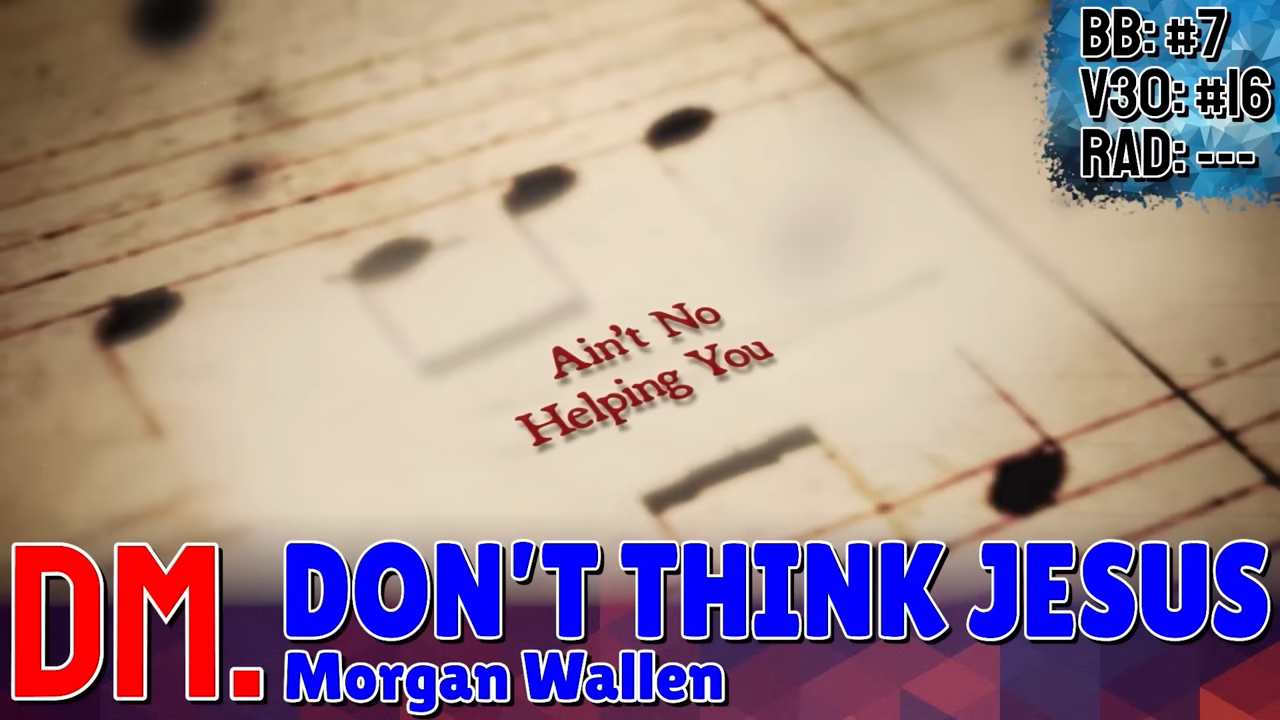 BB: #7
V30: #16
RAD: ---
Ain't No
Helping You
DM.
DON'T THINK JESUS
Morgan Wallen